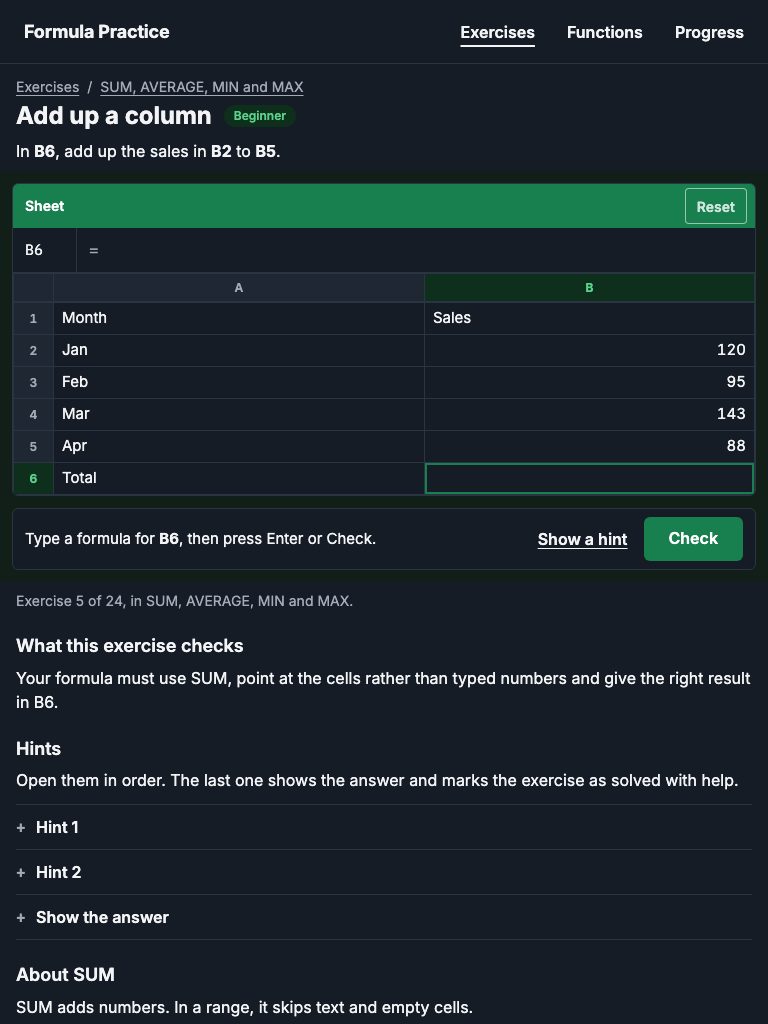 Formula Practice
Exercises Functions Progress
Exercises / SUM, AVERAGE, MIN and MAX
Add up a column Beginner
In B6, add up the sales in B2 to B5.
Sheet Reset
B6 =
A B
1 Month Sales
2 Jan 120
3 Feb 95
4 Mar 143
5 Apr 88
6 Total
Type a formula for B6, then press Enter or Check. Show a hint Check
Exercise 5 of 24, in SUM, AVERAGE, MIN and MAX.
What this exercise checks
Your formula must use SUM, point at the cells rather than typed numbers and give the right result
in B6.
Hints
Open them in order. The last one shows the answer and marks the exercise as solved with help.
+ Hint 1
+ Hint 2
+ Show the answer
About SUM
SUM adds numbers. In a range, it skips text and empty cells.